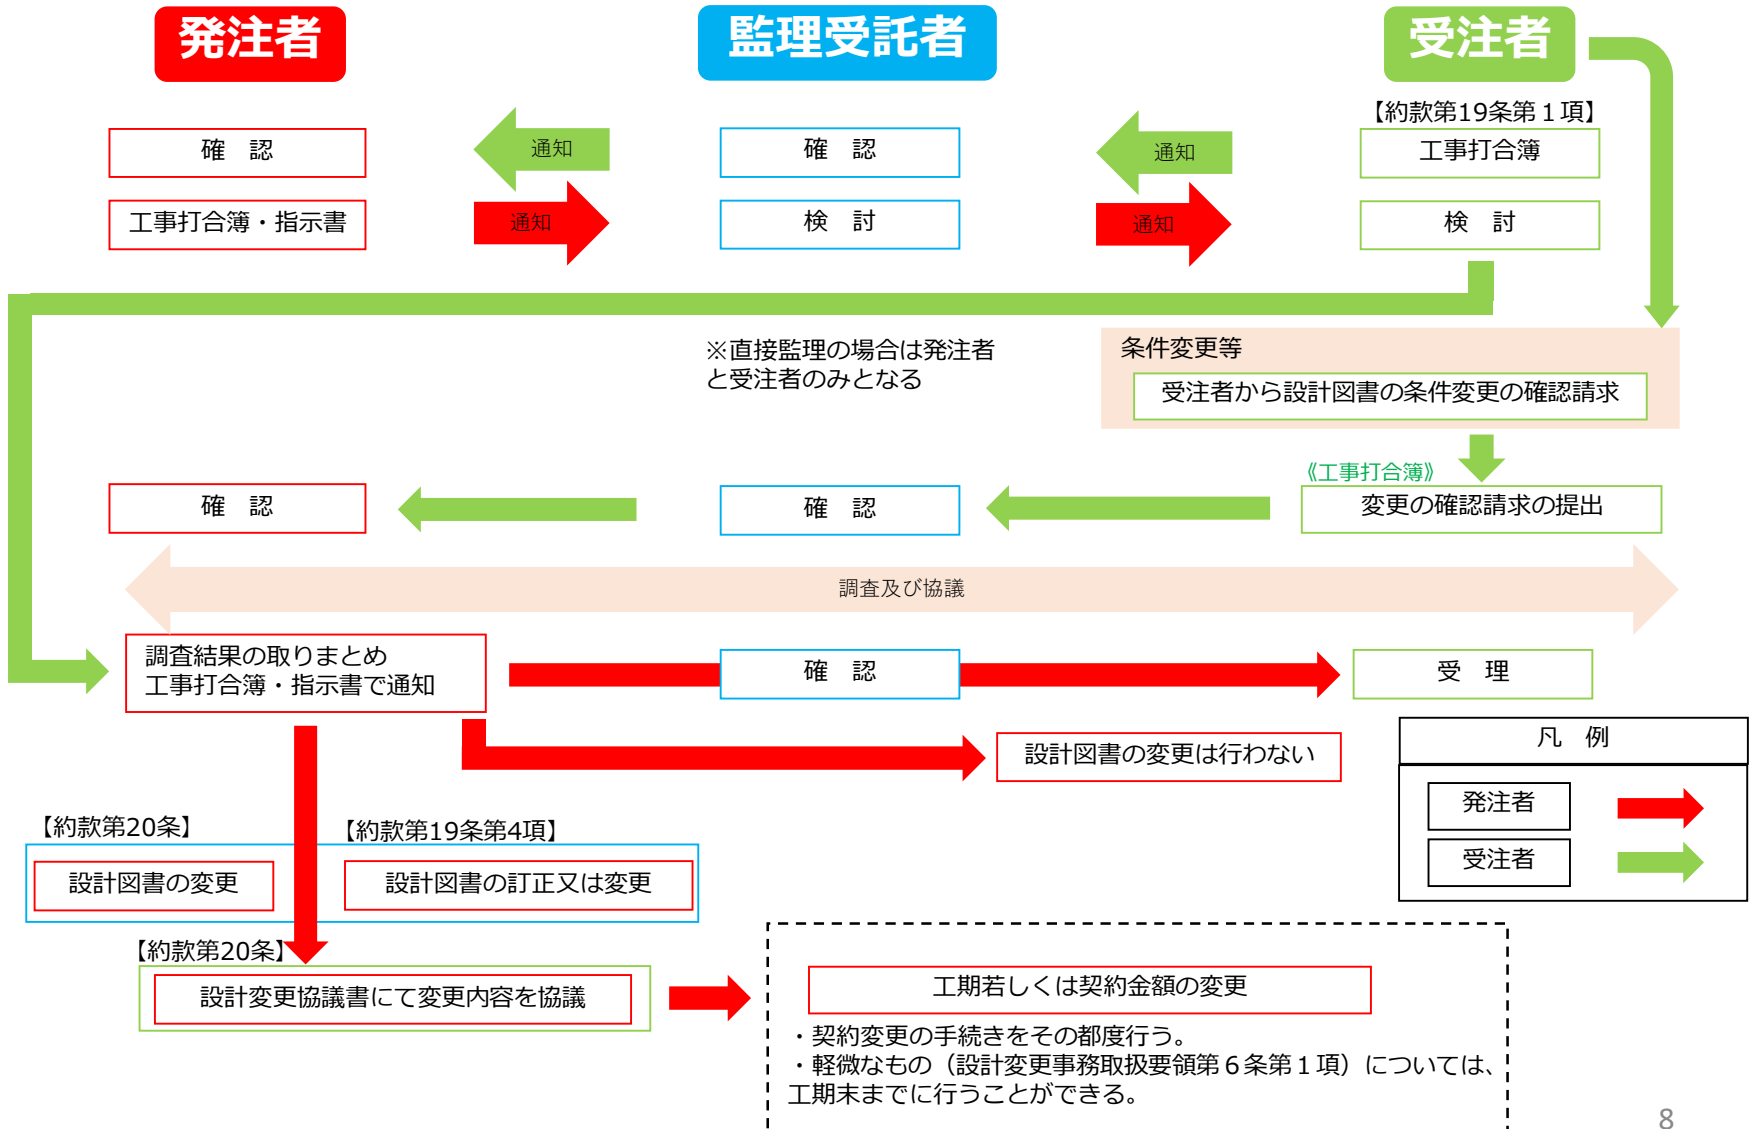 発注者
監理受託者
受注者
【約款第19条第１項】
確　認
通知
確　認
通知
工事打合簿
工事打合簿・指示書
通知
検　討
通知
検　討
※直接監理の場合は発注者
と受注者のみとなる
条件変更等
受注者から設計図書の条件変更の確認請求
《工事打合簿》
確　認
確　認
変更の確認請求の提出
調査及び協議
調査結果の取りまとめ
工事打合簿・指示書で通知
確　認
受　理
設計図書の変更は行わない
凡　例
発注者
受注者
【約款第20条】
【約款第19条第4項】
設計図書の変更
設計図書の訂正又は変更
【約款第20条】
設計変更協議書にて変更内容を協議
工期若しくは契約金額の変更
・契約変更の手続きをその都度行う。
・軽微なもの（設計変更事務取扱要領第６条第１項）については、
工期末までに行うことができる。
8